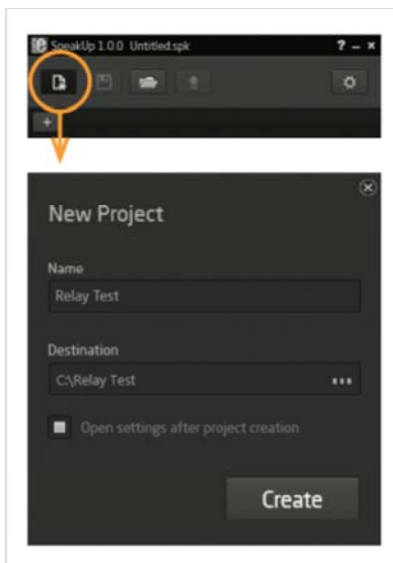 SpeakUp 1.0.0 Untitled.spk ? – ×
+
New Project
Name
Relay Test
Destination
C:\Relay Test ...
Open settings after project creation
Create